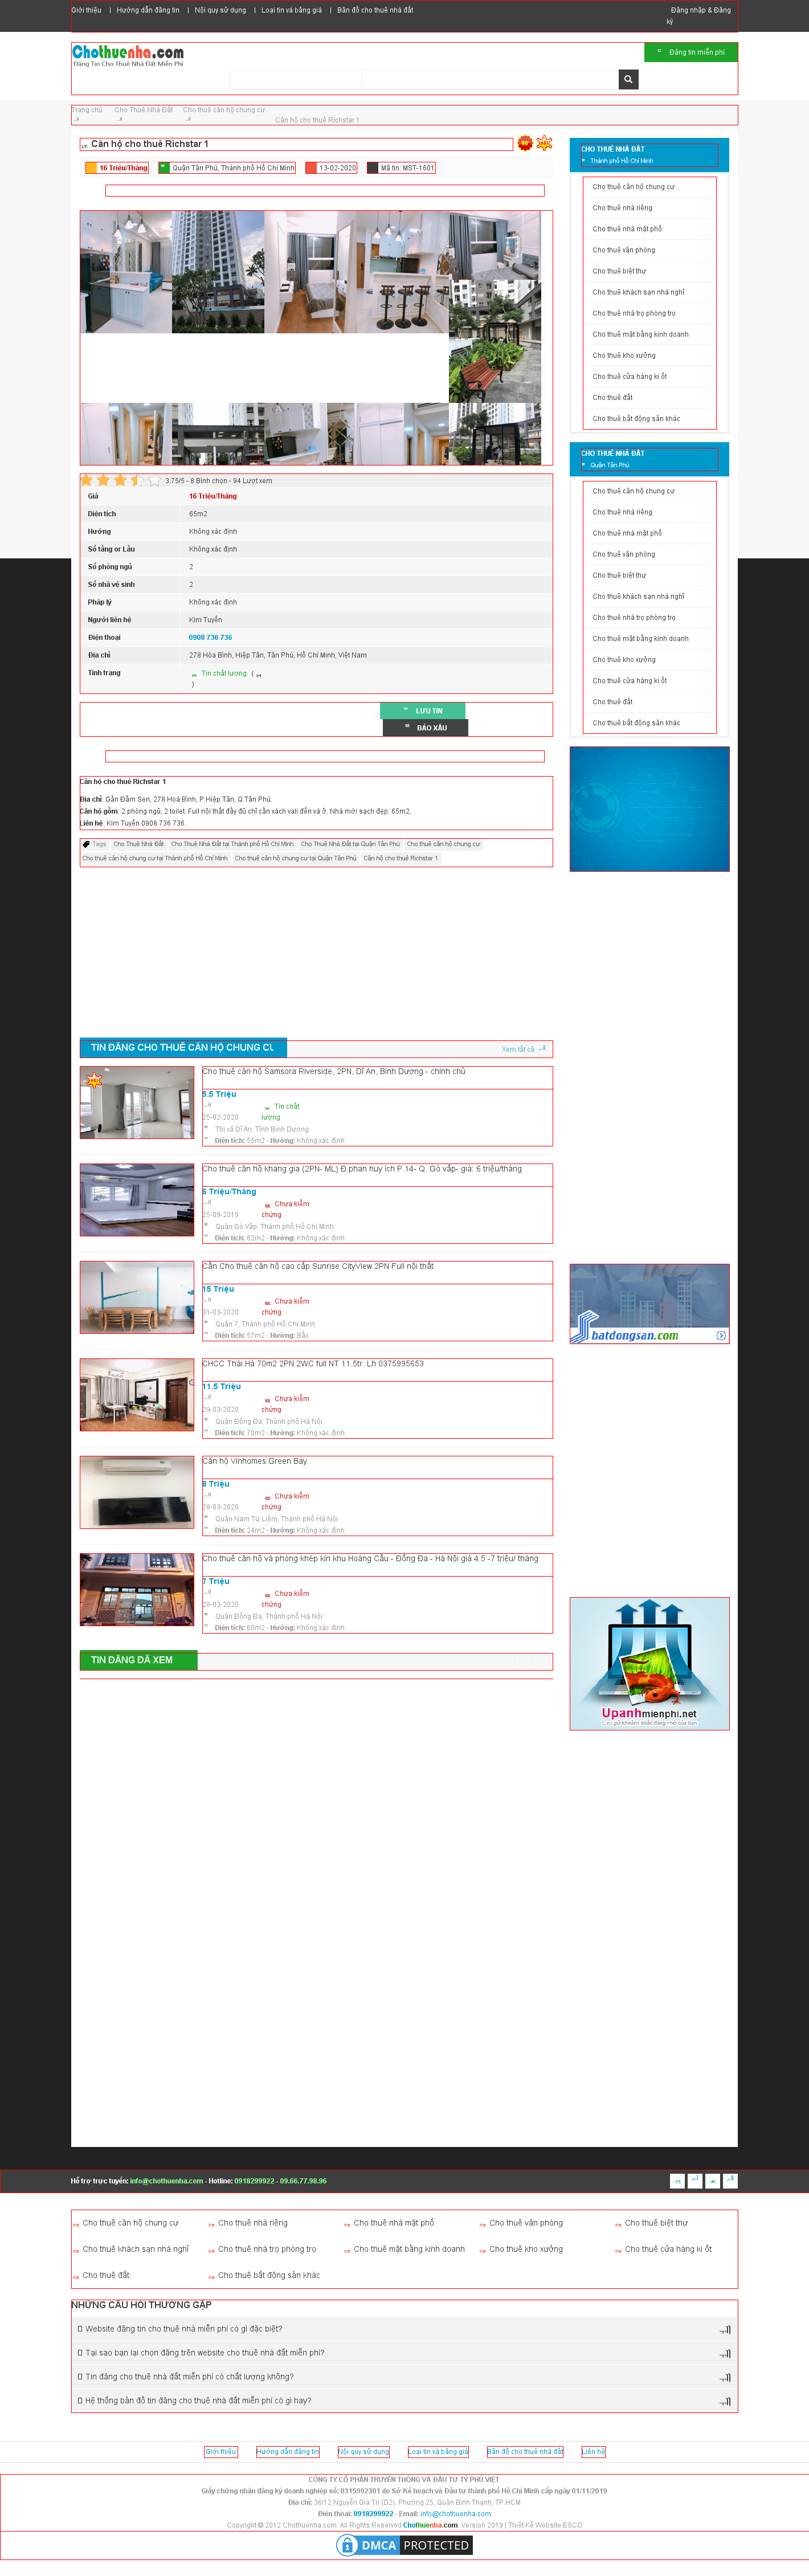 Giới thiệu | Hướng dẫn đăng tin | Nội quy sử dụng | Loại tin và bảng giá | Bản đồ cho thuê nhà đất
Đăng nhập & Đăng
ký
Chothuenha.com
Đăng Tin Cho Thuê Nhà Đất Miễn Phí
Đăng tin miễn phí
Trang chủ Cho Thuê Nhà Đất Cho thuê căn hộ chung cư
Căn hộ cho thuê Richstar 1
Căn hộ cho thuê Richstar 1
16 Triệu/Tháng Quận Tân Phú, Thành phố Hồ Chí Minh 13-02-2020 Mã tin: MST-1601
3.75/5 - 8 Bình chọn - 94 Lượt xem
Giá 16 Triệu/Tháng
Diện tích 65m2
Hướng Không xác định
Số tầng or Lầu Không xác định
Số phòng ngủ 2
Số nhà vệ sinh 2
Pháp lý Không xác định
Người liên hệ Kim Tuyền
Điện thoại 0908 736 736
Địa chỉ 278 Hòa Bình, Hiệp Tân, Tân Phú, Hồ Chí Minh, Việt Nam
Tình trạng Tin chất lượng (
)
LƯU TIN
BÁO XẤU
Căn hộ cho thuê Richstar 1
Địa chỉ: Gần Đầm Sen, 278 Hoà Bình, P.Hiệp Tân, Q.Tân Phú.
Căn hộ gồm: 2 phòng ngủ, 2 toilet. Full nội thất đầy đủ chỉ cần xách vali đến và ở. Nhà mới sạch đẹp. 65m2.
Liên hệ: Kim Tuyền 0908 736 736.
Tags Cho Thuê Nhà Đất Cho Thuê Nhà Đất tại Thành phố Hồ Chí Minh Cho Thuê Nhà Đất tại Quận Tân Phú Cho thuê căn hộ chung cư
Cho thuê căn hộ chung cư tại Thành phố Hồ Chí Minh Cho thuê căn hộ chung cư tại Quận Tân Phú Căn hộ cho thuê Richstar 1
TIN ĐĂNG CHO THUÊ CĂN HỘ CHUNG CƯ
Xem tất cả
Cho thuê căn hộ Samsora Riverside, 2PN, Dĩ An, Bình Dương - chính chủ
5.5 Triệu
Tin chất
25-02-2020 lượng
Thị xã Dĩ An, Tỉnh Bình Dương
Diện tích: 55m2 - Hướng: Không xác định
Cho thuê căn hộ khang gia (2PN- ML) Đ.phan huy ích P.14- Q. Gò vấp- giá: 6 triệu/tháng
6 Triệu/Tháng
Chưa kiểm
25-09-2019 chứng
Quận Gò Vấp, Thành phố Hồ Chí Minh
Diện tích: 62m2 - Hướng: Không xác định
Cần Cho thuê căn hộ cao cấp Sunrise CityView 2PN Full nội thất
15 Triệu
Chưa kiểm
31-03-2020 chứng
Quận 7, Thành phố Hồ Chí Minh
Diện tích: 57m2 - Hướng: Bắc
CHCC Thái Hà 70m2 2PN 2WC full NT 11.5tr. Lh 0375995653
11.5 Triệu
Chưa kiểm
29-03-2020 chứng
Quận Đống Đa, Thành phố Hà Nội
Diện tích: 70m2 - Hướng: Không xác định
Căn hộ Vinhomes Green Bay
8 Triệu
Chưa kiểm
28-03-2020 chứng
Quận Nam Từ Liêm, Thành phố Hà Nội
Diện tích: 24m2 - Hướng: Không xác định
Cho thuê căn hộ và phòng khép kín khu Hoàng Cầu - Đống Đa - Hà Nội giá 4.5 -7 triệu/ tháng
7 Triệu
Chưa kiểm
28-03-2020 chứng
Quận Đống Đa, Thành phố Hà Nội
Diện tích: 60m2 - Hướng: Không xác định
TIN ĐĂNG ĐÃ XEM
CHO THUÊ NHÀ ĐẤT
Thành phố Hồ Chí Minh
Cho thuê căn hộ chung cư
Cho thuê nhà riêng
Cho thuê nhà mặt phố
Cho thuê văn phòng
Cho thuê biệt thự
Cho thuê khách sạn nhà nghỉ
Cho thuê nhà trọ phòng trọ
Cho thuê mặt bằng kinh doanh
Cho thuê kho xưởng
Cho thuê cửa hàng ki ốt
Cho thuê đất
Cho thuê bất động sản khác
CHO THUÊ NHÀ ĐẤT
Quận Tân Phú
Cho thuê căn hộ chung cư
Cho thuê nhà riêng
Cho thuê nhà mặt phố
Cho thuê văn phòng
Cho thuê biệt thự
Cho thuê khách sạn nhà nghỉ
Cho thuê nhà trọ phòng trọ
Cho thuê mặt bằng kinh doanh
Cho thuê kho xưởng
Cho thuê cửa hàng ki ốt
Cho thuê đất
Cho thuê bất động sản khác
batdongsan.com
Upanhmienphi.net
Lưu giữ khoảnh khắc đáng nhớ của bạn
Hỗ trợ trực tuyến: info@chothuenha.com - Hotline: 0918299922 - 09.66.77.98.96
Cho thuê căn hộ chung cư Cho thuê nhà riêng Cho thuê nhà mặt phố Cho thuê văn phòng Cho thuê biệt thự
Cho thuê khách sạn nhà nghỉ Cho thuê nhà trọ phòng trọ Cho thuê mặt bằng kinh doanh Cho thuê kho xưởng Cho thuê cửa hàng ki ốt
Cho thuê đất Cho thuê bất động sản khác
NHỮNG CÂU HỎI THƯỜNG GẶP
Website đăng tin cho thuê nhà miễn phí có gì đặc biệt?
Tại sao bạn lại chọn đăng trên website cho thuê nhà đất miễn phí?
Tin đăng cho thuê nhà đất miễn phí có chất lượng không?
Hệ thống bản đồ tin đăng cho thuê nhà đất miễn phí có gì hay?
Giới thiệu Hướng dẫn đăng tin Nội quy sử dụng Loại tin và bảng giá Bản đồ cho thuê nhà đất Liên hệ
CÔNG TY CỔ PHẦN TRUYỀN THÔNG VÀ ĐẦU TƯ TỶ PHÚ VIỆT
Giấy chứng nhận đăng ký doanh nghiệp số: 0315992301 do Sở Kế hoạch và Đầu tư thành phố Hồ Chí Minh cấp ngày 01/11/2019
Địa chỉ: 36/12 Nguyễn Gia Trí (D2), Phường 25, Quận Bình Thạnh, TP.HCM
Điện thoại: 0918299922 - Email: info@chothuenha.com
Copyright © 2012 Chothuenha.com. All Rights Reserved Chothuenha.com. Version 2019 | Thiết Kế Website ESCO
DMCA PROTECTED